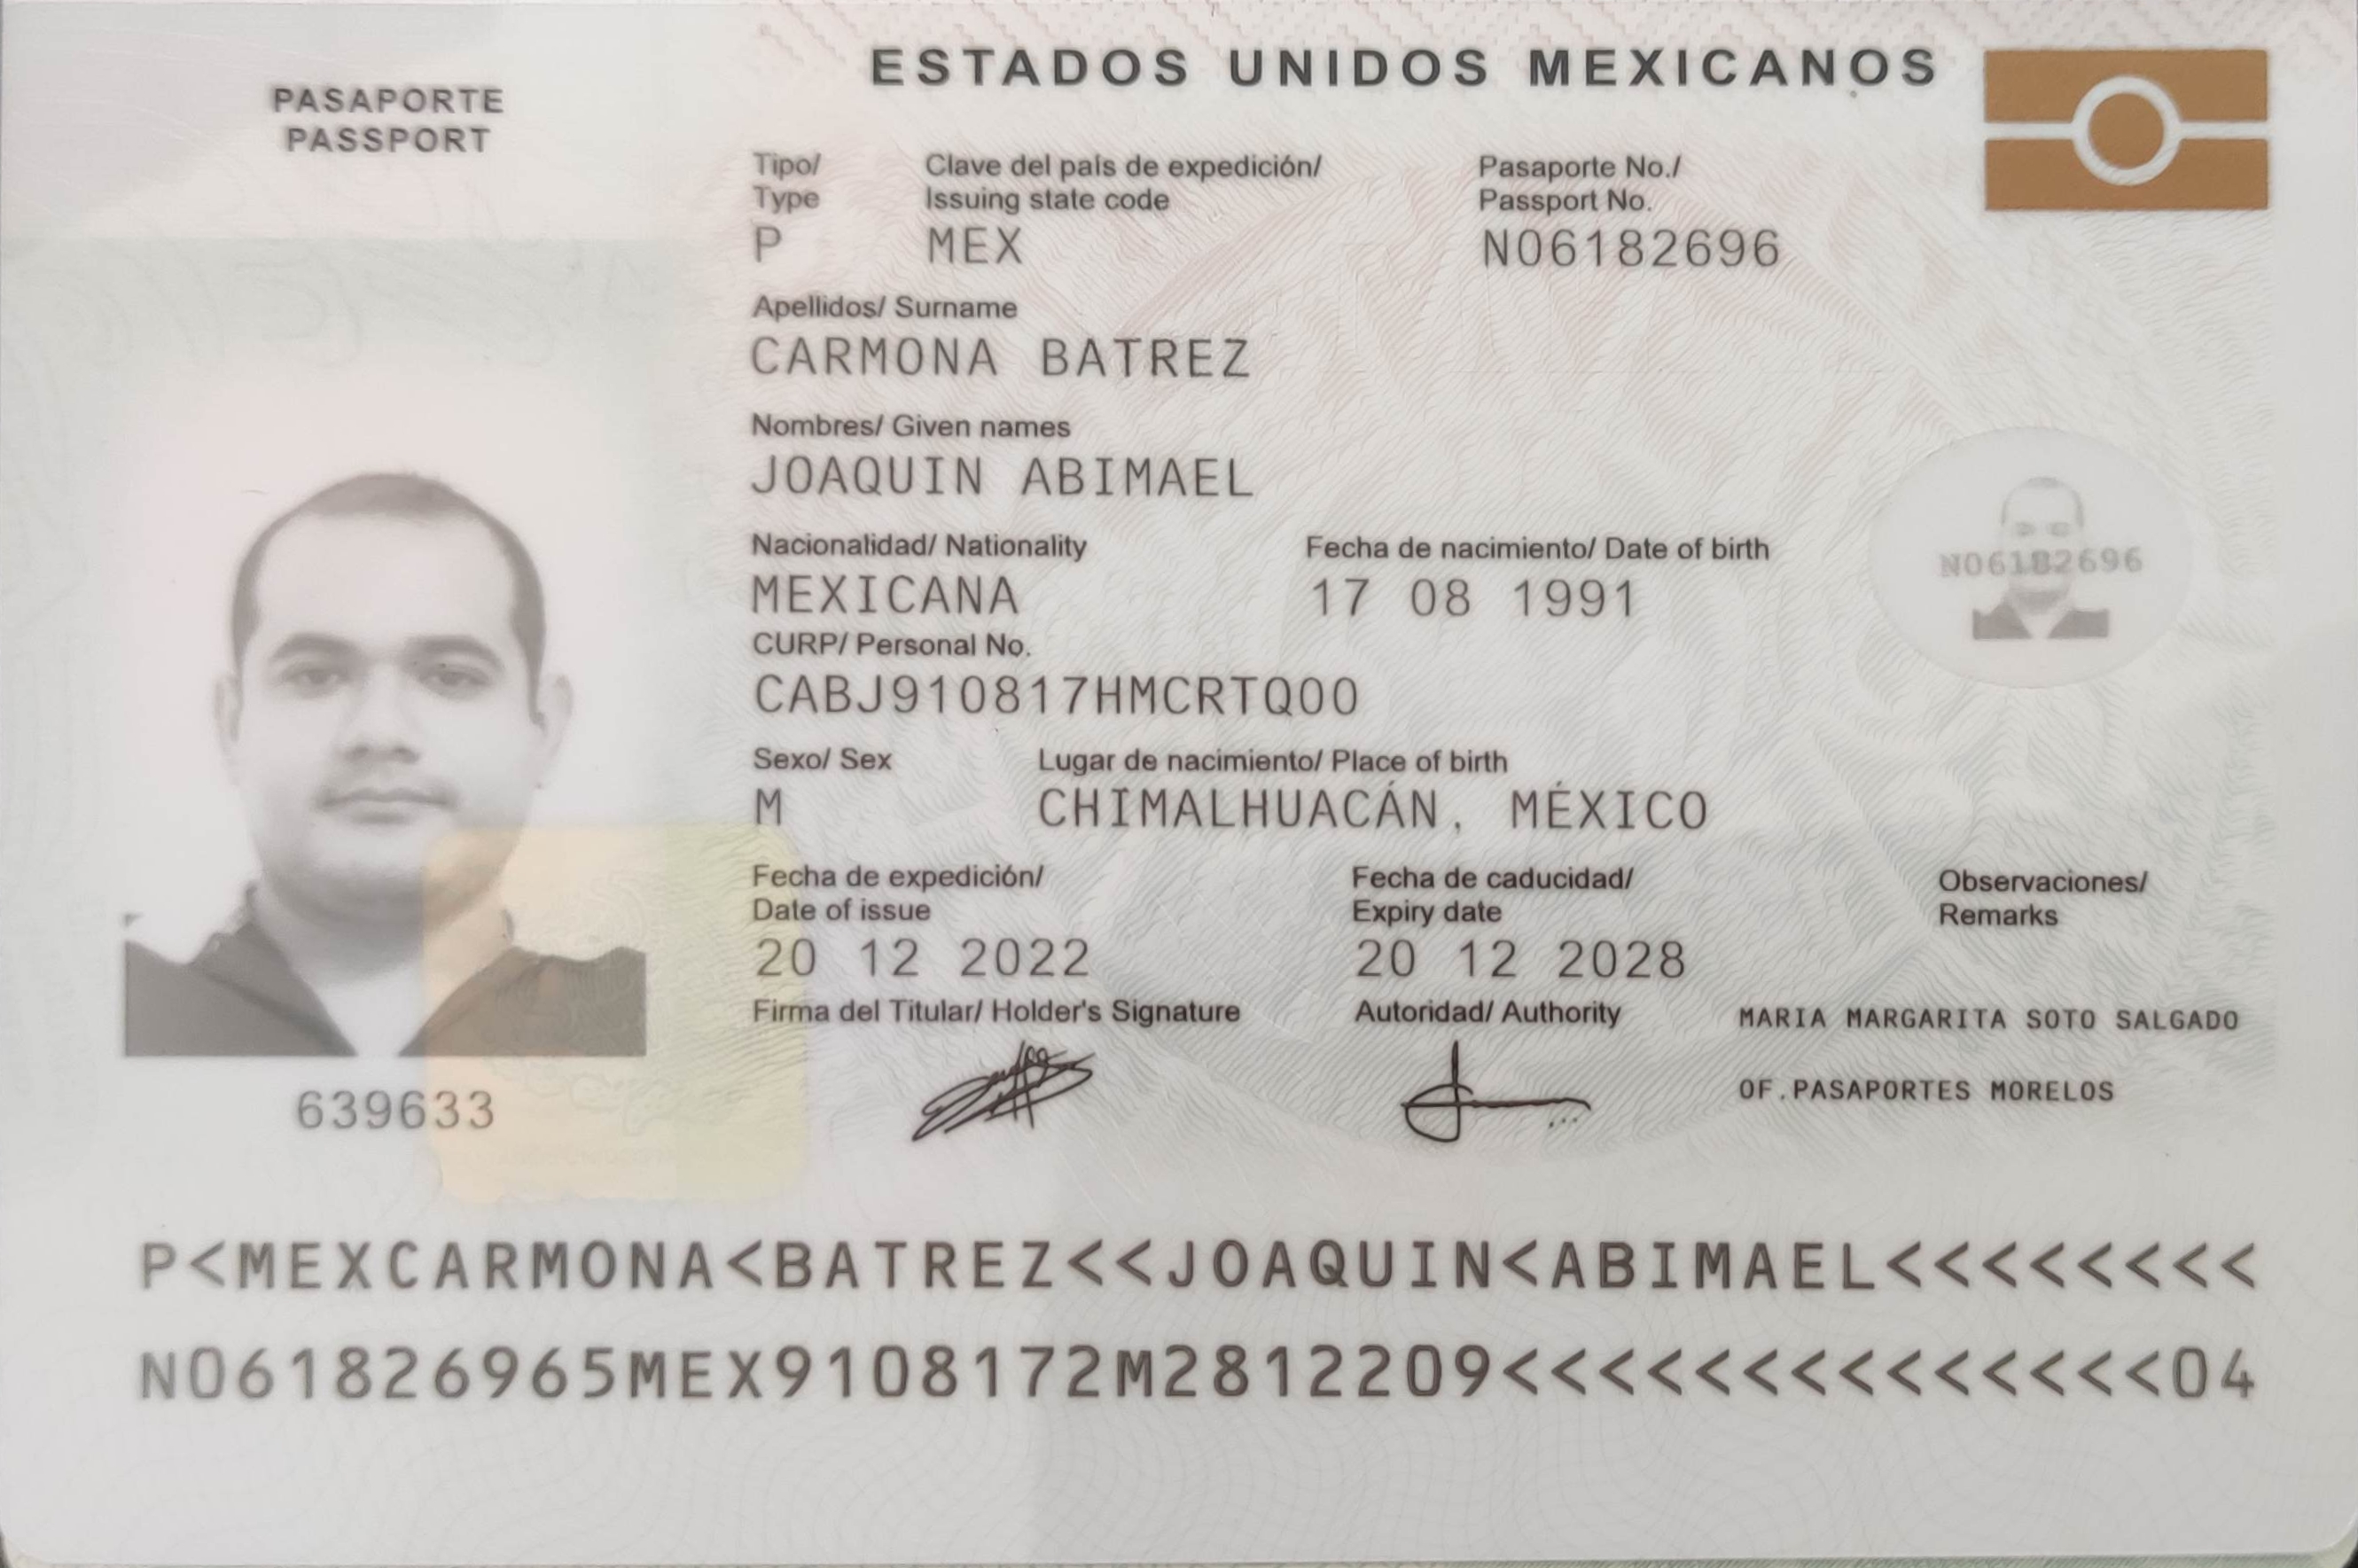 ESTADOS UNIDOS MEXICANOS
PASAPORTE
PASSPORT
Tipo/ Clave del país de expedición/ Pasaporte No./
Type Issuing state code Passport No.
P MEX N06182696
Apellidos/ Surname
CARMONA BATREZ
Nombres/ Given names
JOAQUIN ABIMAEL
Nacionalidad/ Nationality Fecha de nacimiento/ Date of birth
MEXICANA 17 08 1991
CURP/ Personal No.
CABJ910817HMCRTQ00
N06182696
Sexo/ Sex Lugar de nacimiento/ Place of birth
M CHIMALHUACÁN, MÉXICO
Fecha de expedición/ Fecha de caducidad/ Observaciones/
Date of issue Expiry date Remarks
20 12 2022 20 12 2028
Firma del Titular/ Holder's Signature Autoridad/ Authority MARIA MARGARITA SOTO SALGADO
OF.PASAPORTES MORELOS
639633
P<MEXCARMONA<BATREZ<<JOAQUIN<ABIMAEL<<<<<<<<
N061826965MEX9108172M2812209<<<<<<<<<<<<<<04